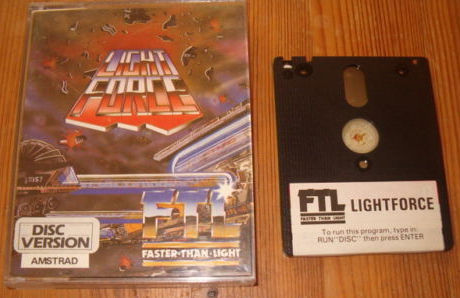 LIGHT
FORCE
FTL
FASTER·THAN·LIGHT
DISC
VERSION
AMSTRAD
FTL LIGHTFORCE
FASTER THAN LIGHT
To run this program, type in:
RUN"DISC" then press ENTER